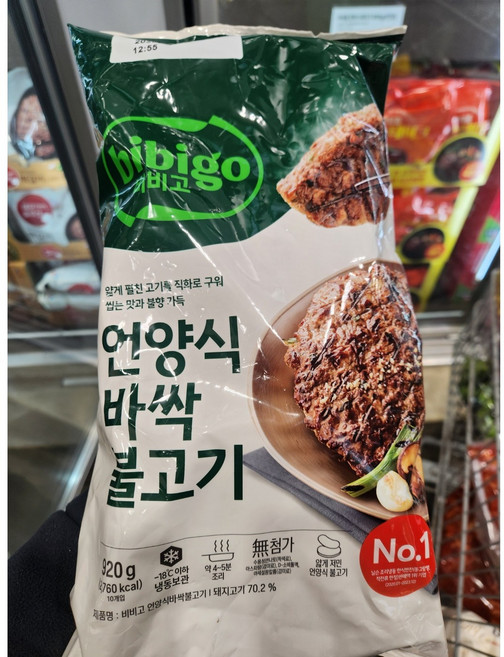 12:55
bibigo
비비고
얇게 펼친 고기를 직화로 구워
씹는 맛과 불향 가득
언양식
바싹
불고기
920 g
760 kcal)
10개입
-18℃ 이하
냉동보관
약 4~5분
조리
無첨가
얇게 저민
언양식 불고기
No.1
제품명 : 비비고 언양식바싹불고기 | 돼지고기 70.2 %